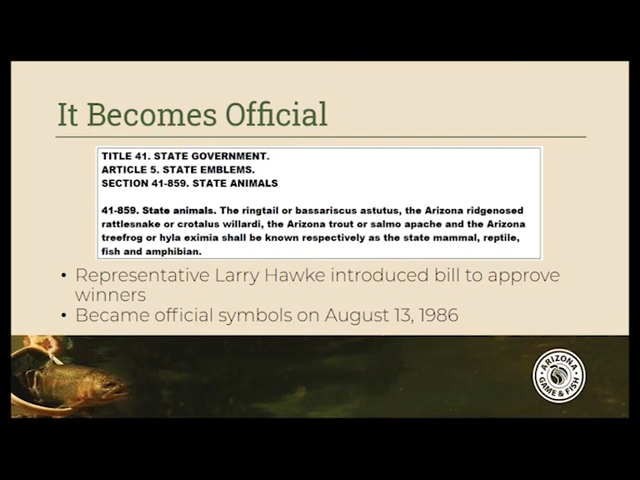 It Becomes Official
TITLE 41. STATE GOVERNMENT.
ARTICLE 5. STATE EMBLEMS.
SECTION 41-859. STATE ANIMALS
41-859. State animals. The ringtail or bassariscus astutus, the Arizona ridgenosed
rattlesnake or crotalus willardi, the Arizona trout or salmo apache and the Arizona
treefrog or hyla eximia shall be known respectively as the state mammal, reptile,
fish and amphibian.
• Representative Larry Hawke introduced bill to approve
winners
• Became official symbols on August 13, 1986
ARIZONA
GAME & FISH